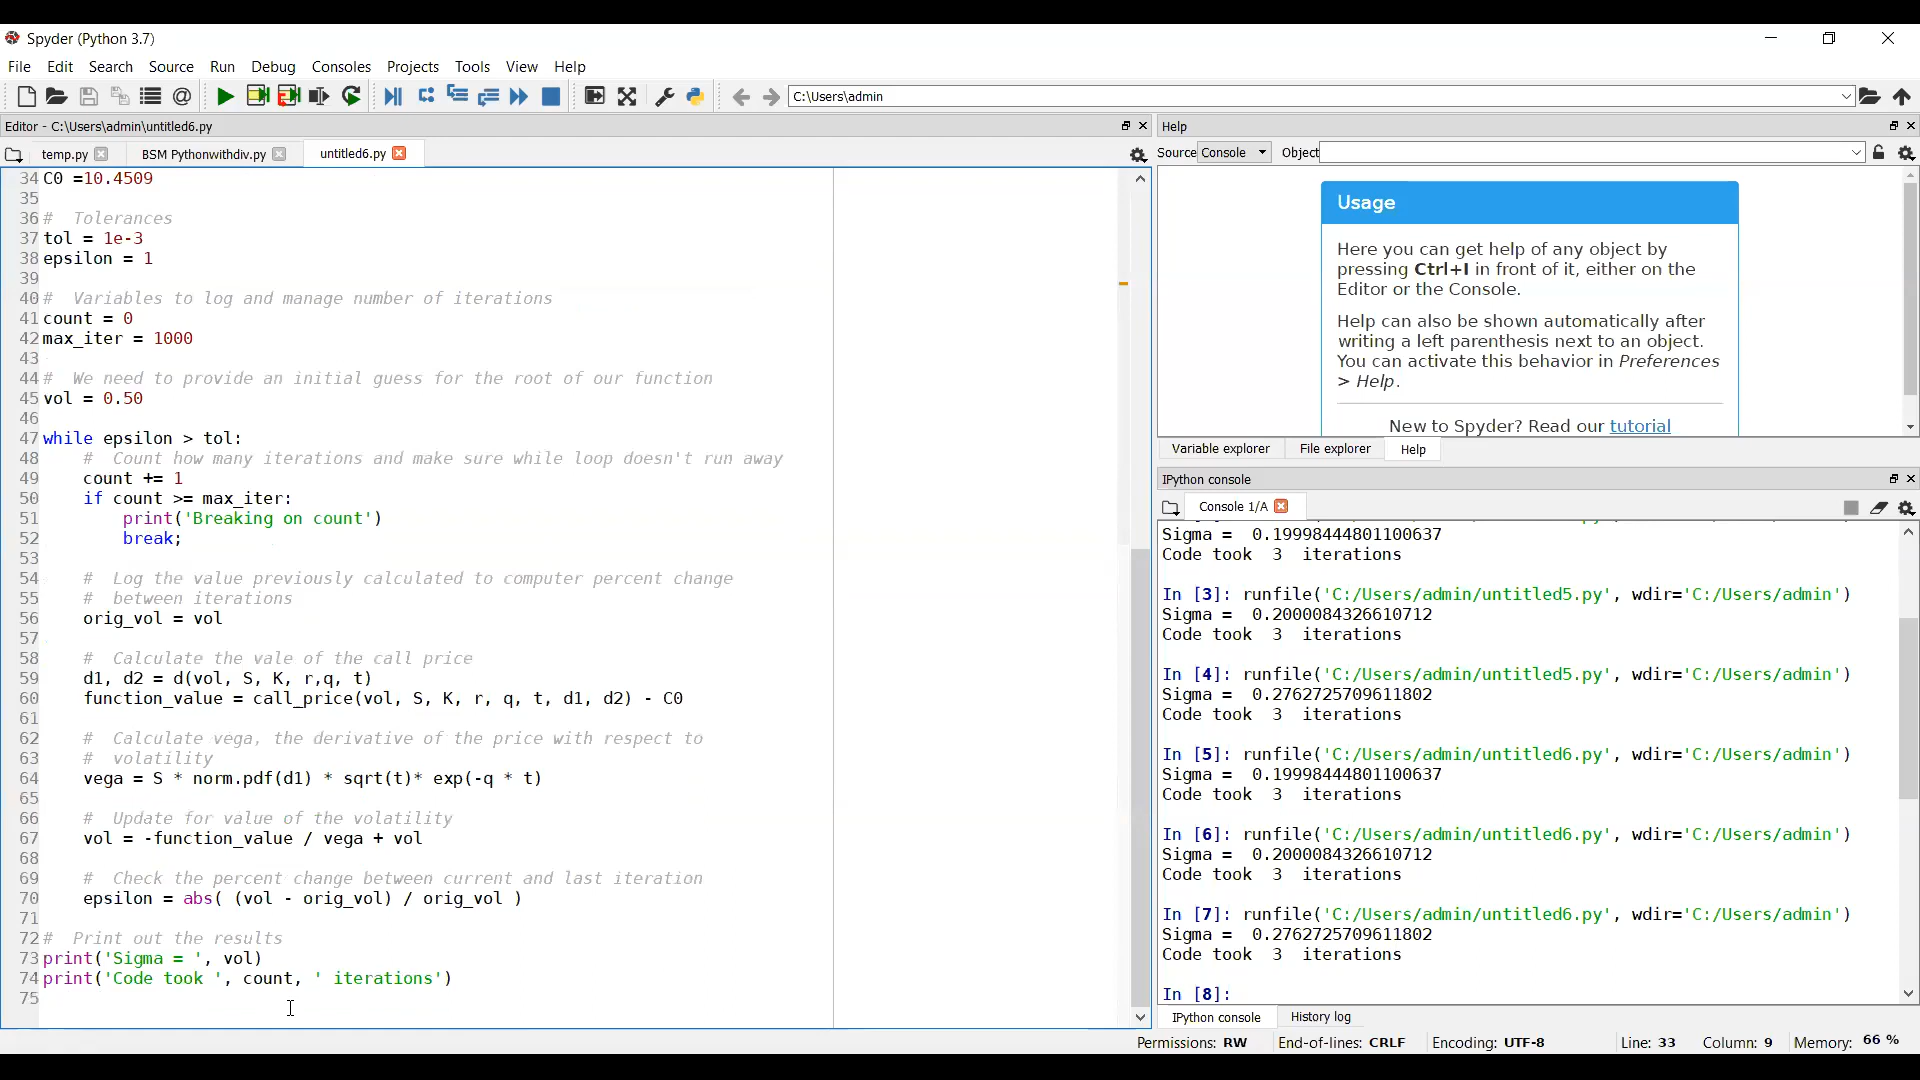 Spyder (Python 3.7)
File Edit Search Source Run Debug Consoles Projects Tools View Help
C:\Users\admin
Editor - C:\Users\admin\untitled6.py
temp.py BSM Pythonwithdiv.py untitled6.py
34 C0 =10.4509
35
36 # Tolerances
37 tol = 1e-3
38 epsilon = 1
39
40 # Variables to log and manage number of iterations
41 count = 0
42 max_iter = 1000
43
44 # We need to provide an initial guess for the root of our function
45 vol = 0.50
46
47 while epsilon > tol:
48 # Count how many iterations and make sure while loop doesn't run away
49 count += 1
50 if count >= max_iter:
51 print('Breaking on count')
52 break;
53
54 # Log the value previously calculated to computer percent change
55 # between iterations
56 orig_vol = vol
57
58 # Calculate the vale of the call price
59 d1, d2 = d(vol, S, K, r,q, t)
60 function_value = call_price(vol, S, K, r, q, t, d1, d2) - C0
61
62 # Calculate vega, the derivative of the price with respect to
63 # volatility
64 vega = S * norm.pdf(d1) * sqrt(t)* exp(-q * t)
65
66 # Update for value of the volatility
67 vol = -function_value / vega + vol
68
69 # Check the percent change between current and last iteration
70 epsilon = abs( (vol - orig_vol) / orig_vol )
71
72 # Print out the results
73 print('Sigma = ', vol)
74 print('Code took ', count, ' iterations')
75
Help
Source Console Object
Usage
Here you can get help of any object by
pressing Ctrl+I in front of it, either on the
Editor or the Console.
Help can also be shown automatically after
writing a left parenthesis next to an object.
You can activate this behavior in Preferences
> Help.
New to Spyder? Read our tutorial
Variable explorer File explorer Help
IPython console
Console 1/A
Sigma = 0.19998444801100637
Code took 3 iterations
In [3]: runfile('C:/Users/admin/untitled5.py', wdir='C:/Users/admin')
Sigma = 0.2000084326610712
Code took 3 iterations
In [4]: runfile('C:/Users/admin/untitled5.py', wdir='C:/Users/admin')
Sigma = 0.2762725709611802
Code took 3 iterations
In [5]: runfile('C:/Users/admin/untitled6.py', wdir='C:/Users/admin')
Sigma = 0.19998444801100637
Code took 3 iterations
In [6]: runfile('C:/Users/admin/untitled6.py', wdir='C:/Users/admin')
Sigma = 0.2000084326610712
Code took 3 iterations
In [7]: runfile('C:/Users/admin/untitled6.py', wdir='C:/Users/admin')
Sigma = 0.2762725709611802
Code took 3 iterations
In [8]:
IPython console History log
Permissions: RW End-of-lines: CRLF Encoding: UTF-8 Line: 33 Column: 9 Memory: 66 %